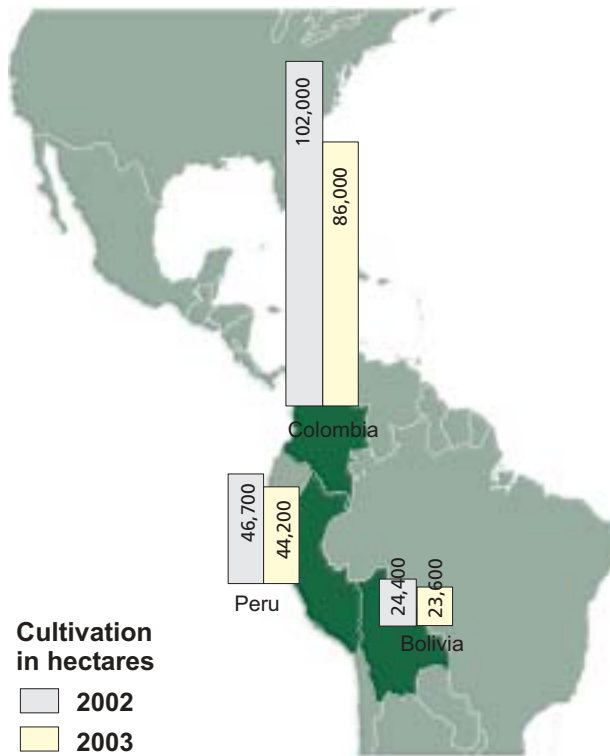 102,000
86,000
Colombia
46,700
44,200
Peru
24,400
23,600
Bolivia
Cultivation
in hectares
2002
2003